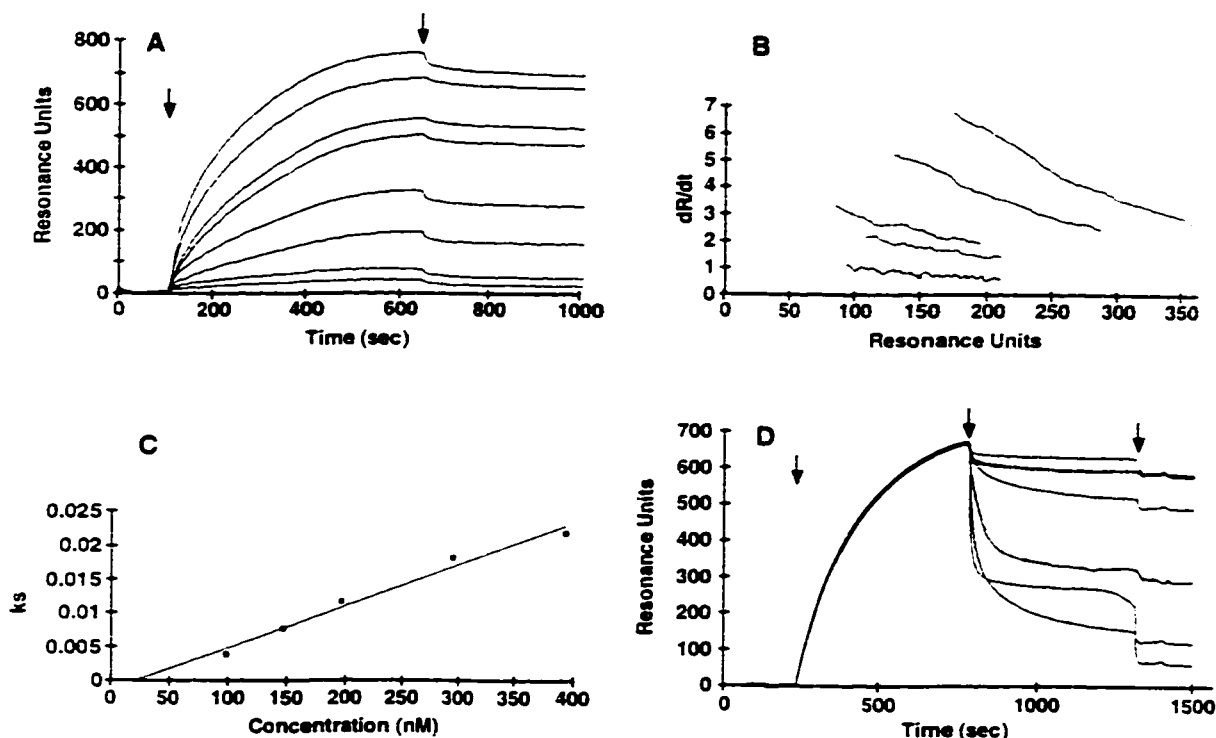 A
800
600
400
200
0
Resonance Units
0 200 400 600 800 1000
Time (sec)
B
7
6
5
4
3
2
1
0
dR/dt
0 50 100 150 200 250 300 350
Resonance Units
C
0.025
0.02
0.015
0.01
0.005
0
ks
0 50 100 150 200 250 300 350 400
Concentration (nM)
D
700
600
500
400
300
200
100
0
Resonance Units
0 500 1000 1500
Time (sec)